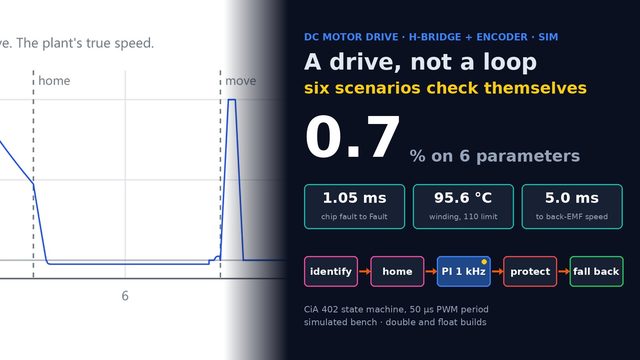 ve. The plant's true speed.
home
move
6
DC MOTOR DRIVE · H-BRIDGE + ENCODER · SIM
A drive, not a loop
six scenarios check themselves
0.7 % on 6 parameters
1.05 ms
chip fault to Fault
95.6 °C
winding, 110 limit
5.0 ms
to back-EMF speed
identify
home
PI 1 kHz
protect
fall back
CiA 402 state machine, 50 µs PWM period
simulated bench · double and float builds